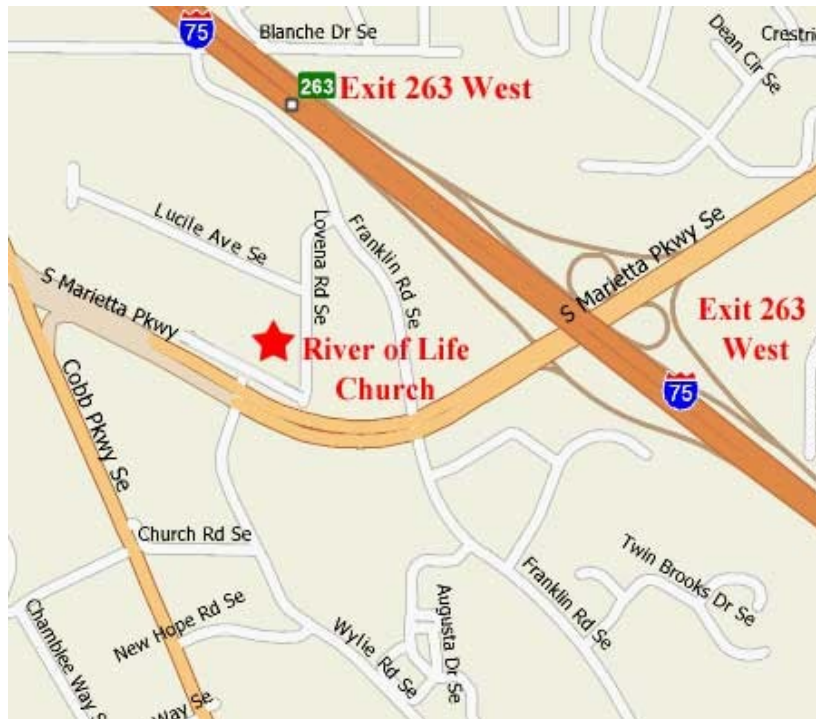 75
Blanche Dr Se
Dean Cir Se
263
Exit 263 West
Lucile Ave Se
Lovena Rd Se
Franklin Rd Se
S Marietta Pkwy Se
S Marietta Pkwy
Exit 263
West
River of Life
Church
75
Cobb Pkwy Se
Church Rd Se
Twin Brooks Dr Se
Franklin Rd Se
Augusta Dr Se
New Hope Rd Se
Wylie Rd Se
Chamblee Way S
Way Se